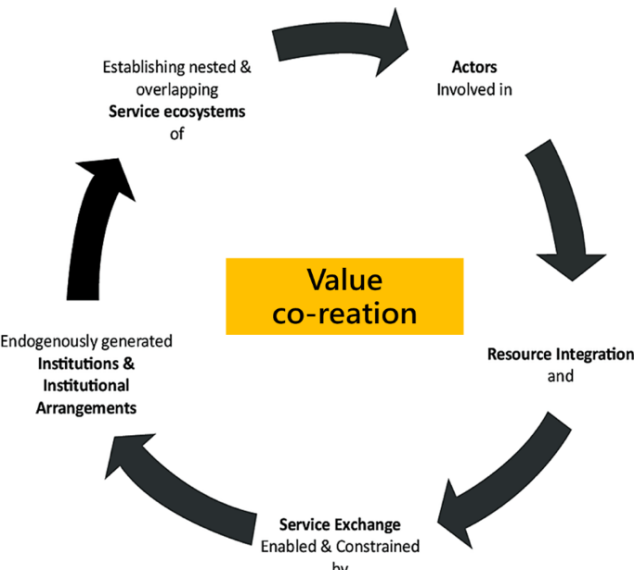 Establishing nested &
overlapping
Service ecosystems
of
Actors
Involved in
Value
co-reation
Resource Integration
and
Service Exchange
Enabled & Constrained
by
Endogenously generated
Institutions &
Institutional
Arrangements